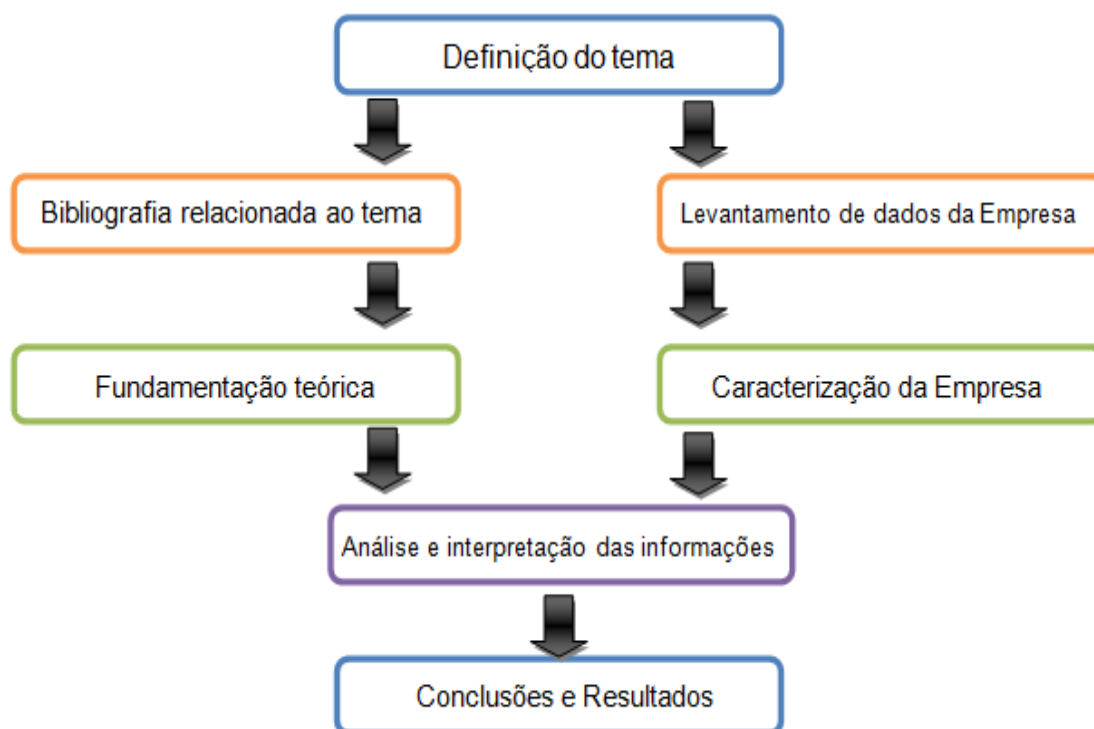 Definição do tema
Bibliografia relacionada ao tema
Levantamento de dados da Empresa
Fundamentação teórica
Caracterização da Empresa
Análise e interpretação das informações
Conclusões e Resultados